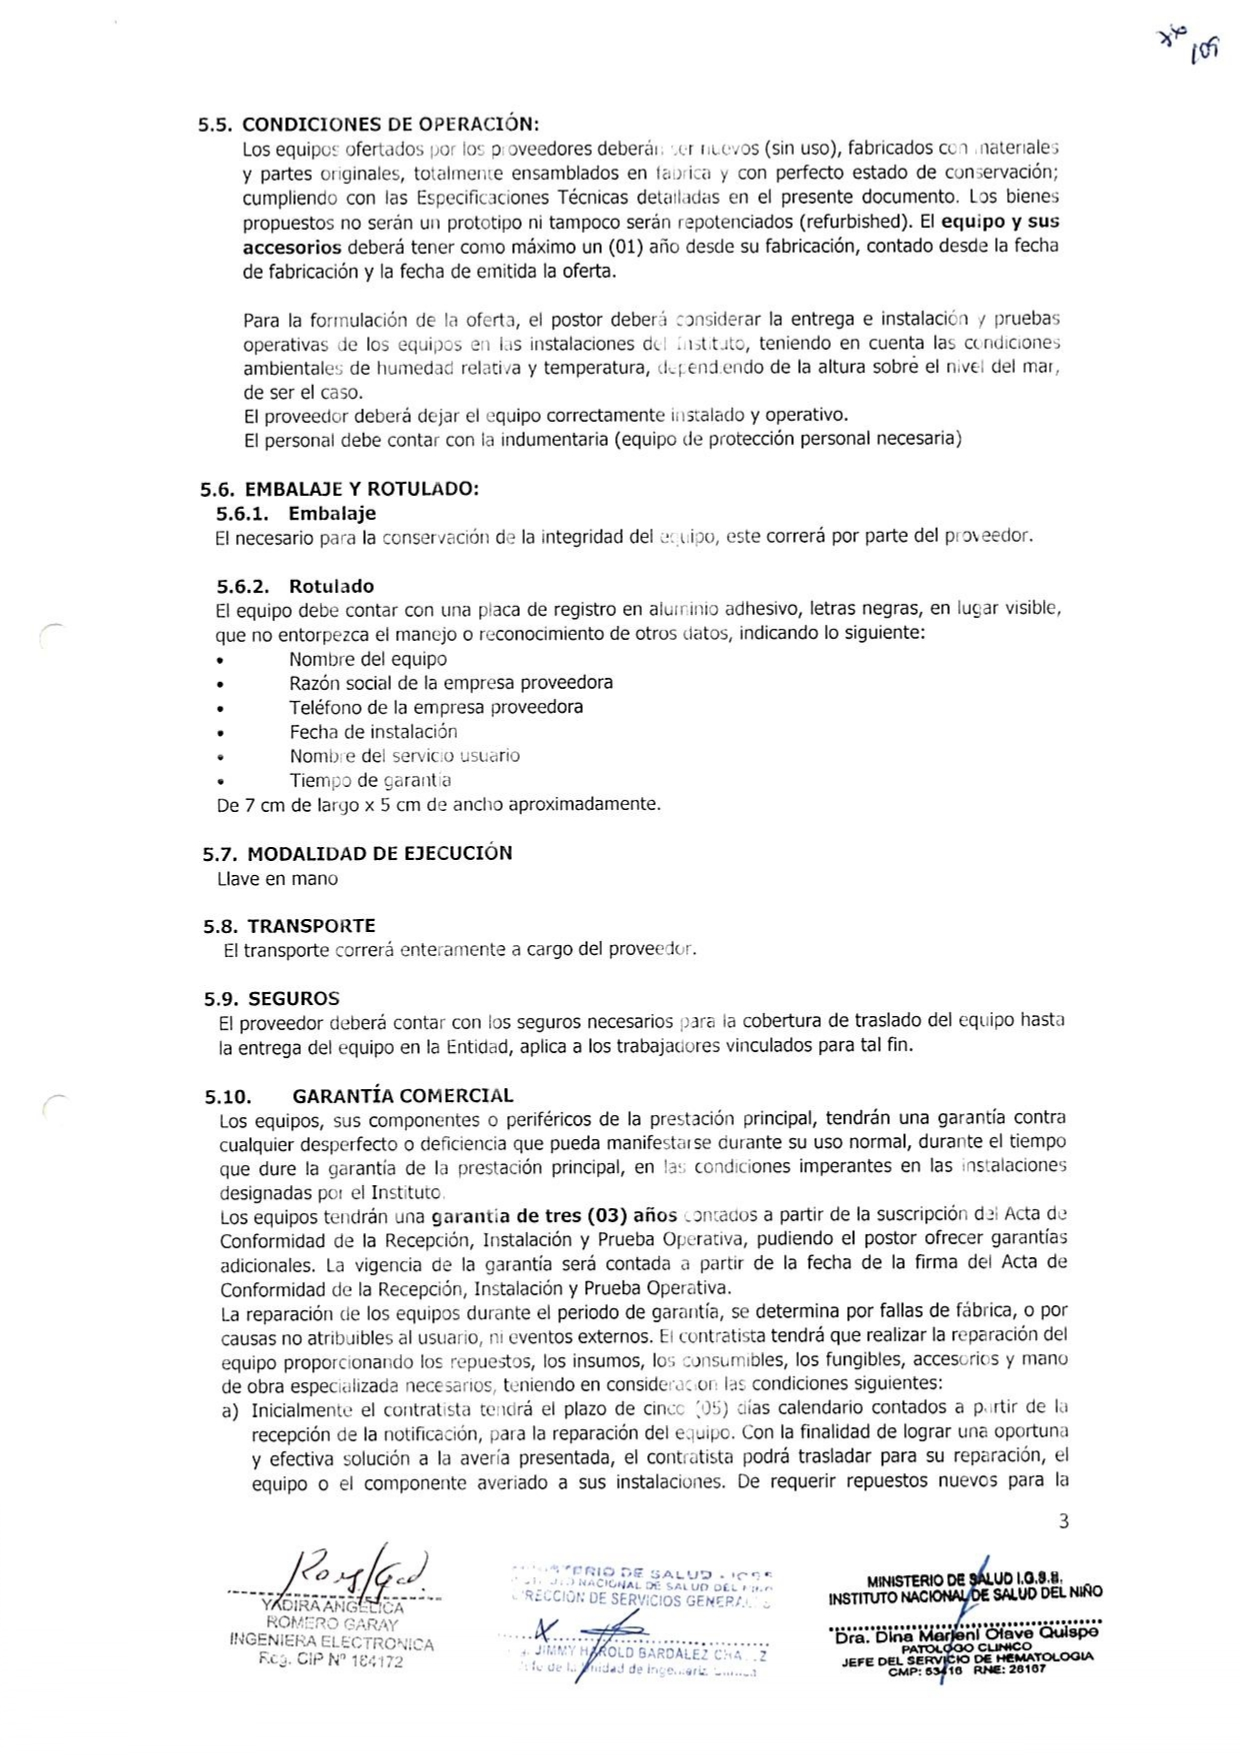 101
5.5. CONDICIONES DE OPERACIÓN:
Los equipos ofertados por los proveedores deberán ser nuevos (sin uso), fabricados con materiales
y partes originales, totalmente ensamblados en fabrica y con perfecto estado de conservación;
cumpliendo con las Especificaciones Técnicas detalladas en el presente documento. Los bienes
propuestos no serán un prototipo ni tampoco serán repotenciados (refurbished). El equipo y sus
accesorios deberá tener como máximo un (01) año desde su fabricación, contado desde la fecha
de fabricación y la fecha de emitida la oferta.
Para la formulación de la oferta, el postor deberá considerar la entrega e instalación y pruebas
operativas de los equipos en las instalaciones del Instituto, teniendo en cuenta las condiciones
ambientales de humedad relativa y temperatura, dependiendo de la altura sobre el nivel del mar,
de ser el caso.
El proveedor deberá dejar el equipo correctamente instalado y operativo.
El personal debe contar con la indumentaria (equipo de protección personal necesaria)
5.6. EMBALAJE Y ROTULADO:
5.6.1. Embalaje
El necesario para la conservación de la integridad del equipo, este correrá por parte del proveedor.
5.6.2. Rotulado
El equipo debe contar con una placa de registro en aluminio adhesivo, letras negras, en lugar visible,
que no entorpezca el manejo o reconocimiento de otros datos, indicando lo siguiente:
• Nombre del equipo
• Razón social de la empresa proveedora
• Teléfono de la empresa proveedora
• Fecha de instalación
• Nombre del servicio usuario
• Tiempo de garantia
De 7 cm de largo x 5 cm de ancho aproximadamente.
5.7. MODALIDAD DE EJECUCIÓN
Llave en mano
5.8. TRANSPORTE
El transporte correrá enteramente a cargo del proveedor.
5.9. SEGUROS
El proveedor deberá contar con los seguros necesarios para la cobertura de traslado del equipo hasta
la entrega del equipo en la Entidad, aplica a los trabajadores vinculados para tal fin.
5.10. GARANTÍA COMERCIAL
Los equipos, sus componentes o periféricos de la prestación principal, tendrán una garantía contra
cualquier desperfecto o deficiencia que pueda manifestarse durante su uso normal, durante el tiempo
que dure la garantía de la prestación principal, en las condiciones imperantes en las instalaciones
designadas por el Instituto.
Los equipos tendrán una garantia de tres (03) años contados a partir de la suscripción del Acta de
Conformidad de la Recepción, Instalación y Prueba Operativa, pudiendo el postor ofrecer garantías
adicionales. La vigencia de la garantía será contada a partir de la fecha de la firma del Acta de
Conformidad de la Recepción, Instalación y Prueba Operativa.
La reparación de los equipos durante el periodo de garantía, se determina por fallas de fábrica, o por
causas no atribuibles al usuario, ni eventos externos. El contratista tendrá que realizar la reparación del
equipo proporcionando los repuestos, los insumos, los consumibles, los fungibles, accesorios y mano
de obra especializada necesarios, teniendo en consideracion las condiciones siguientes:
a) Inicialmente el contratista tendrá el plazo de cinco (05) días calendario contados a partir de la
recepción de la notificación, para la reparación del equipo. Con la finalidad de lograr una oportuna
y efectiva solución a la avería presentada, el contratista podrá trasladar para su reparación, el
equipo o el componente averiado a sus instalaciones. De requerir repuestos nuevos para la
3
YADIRA ANGELICA
ROMERO GARAY
INGENIERA ELECTRONICA
Reg. CIP Nº 184172
MINISTERIO DE SALUD
NACIONAL DE SALUD DEL NIÑO
DIRECCIÓN DE SERVICIOS GENERALES
JIMMY HAROLD BARDALEZ
Jefe de la Unidad de Ingeniería Clinica
MINISTERIO DE SALUD I.G.S.S.
INSTITUTO NACIONAL DE SALUD DEL NIÑO
Dra. Dina Marleni Olave Quispe
PATOLOGO CLINICO
JEFE DEL SERVICIO DE HEMATOLOGIA
CMP: 53416 RNE: 26167